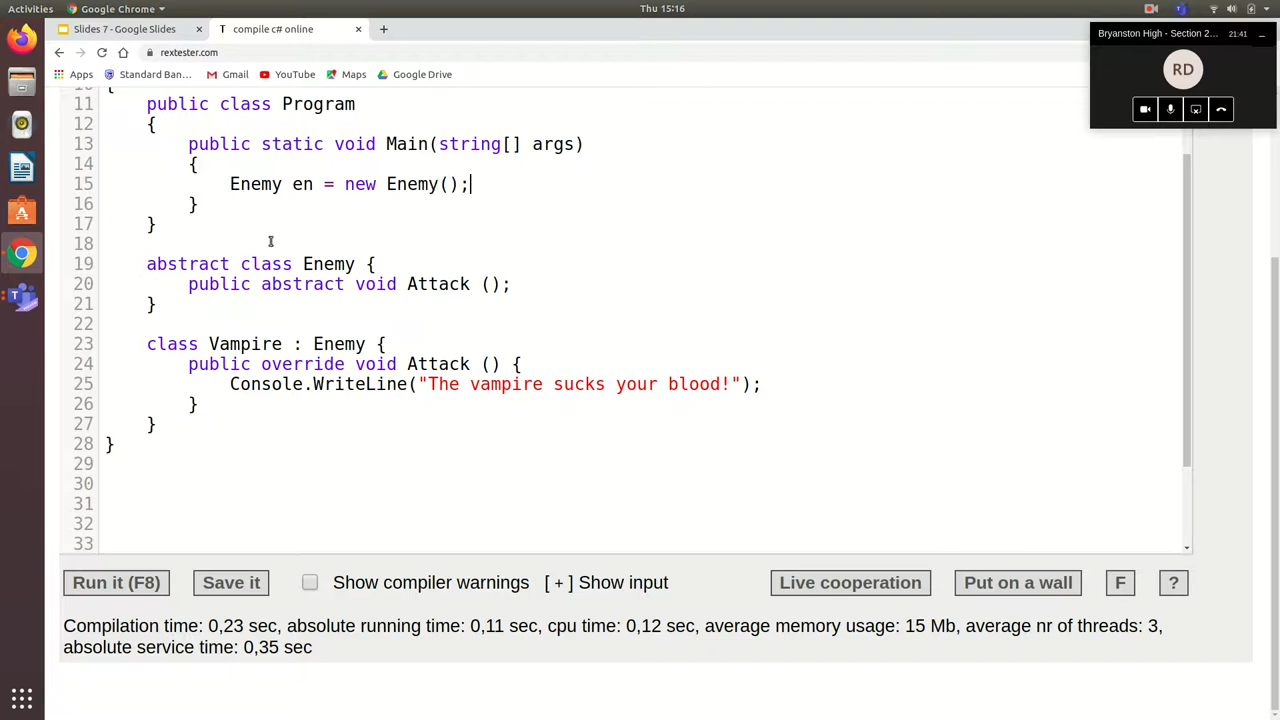 Activities
Google Chrome
Thu 15:16
Slides 7 - Google Slides
compile c# online
rextester.com
Apps
Standard Ban...
Gmail
YouTube
Maps
Google Drive
Bryanston High - Section 2...
21:41
RD
10 {
11 public class Program
12 {
13 public static void Main(string[] args)
14 {
15 Enemy en = new Enemy();
16 }
17 }
18
19 abstract class Enemy {
20 public abstract void Attack ();
21 }
22
23 class Vampire : Enemy {
24 public override void Attack () {
25 Console.WriteLine("The vampire sucks your blood!");
26 }
27 }
28 }
29
30
31
32
33
Run it (F8)
Save it
Show compiler warnings
[ + ] Show input
Live cooperation
Put on a wall
F
?
Compilation time: 0,23 sec, absolute running time: 0,11 sec, cpu time: 0,12 sec, average memory usage: 15 Mb, average nr of threads: 3,
absolute service time: 0,35 sec